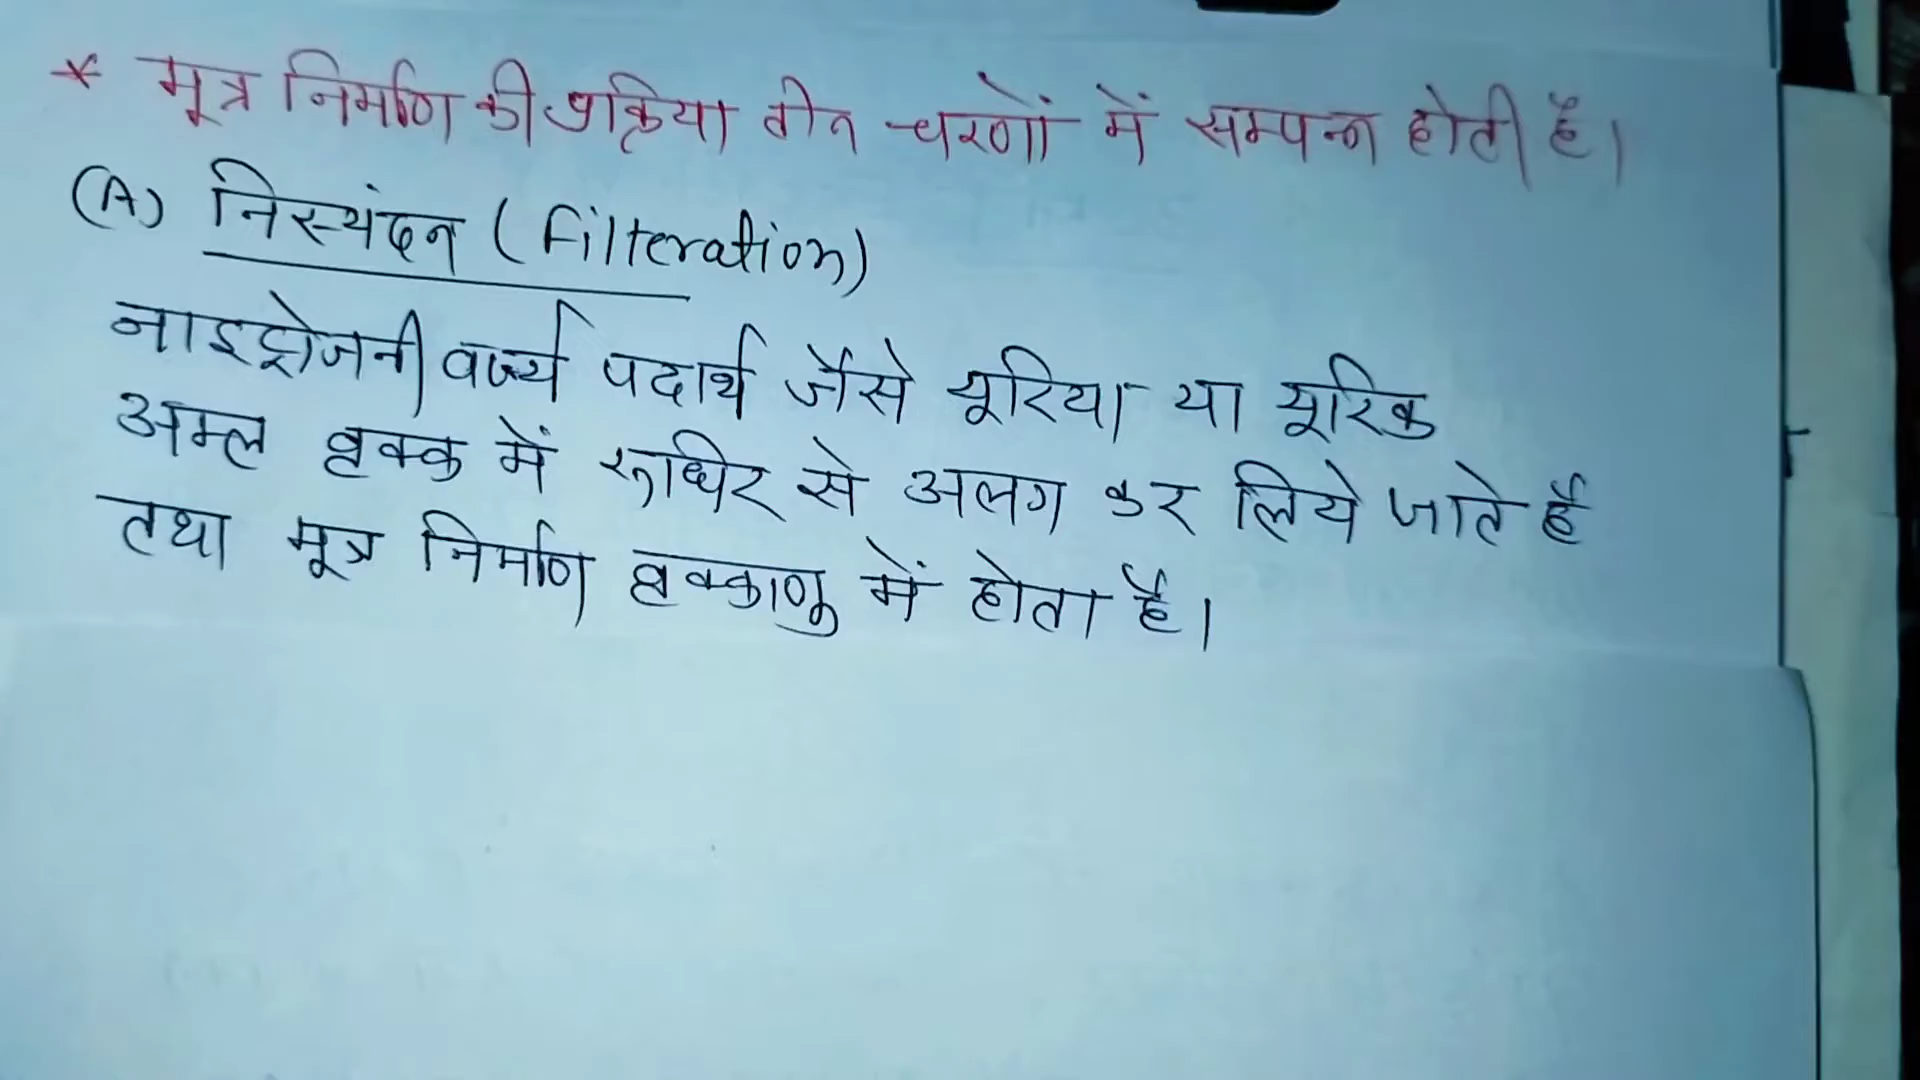 * मूत्र निर्माण की प्रक्रिया तीन चरणों में सम्पन्न होती है।
(A) निस्यंदन (Filteration)
नाइट्रोजनी वर्ज्य पदार्थ जैसे यूरिया या यूरिक
अम्ल वृक्क में रूधिर से अलग कर लिये जाते है
तथा मूत्र निर्माण वृक्काणु में होता है।